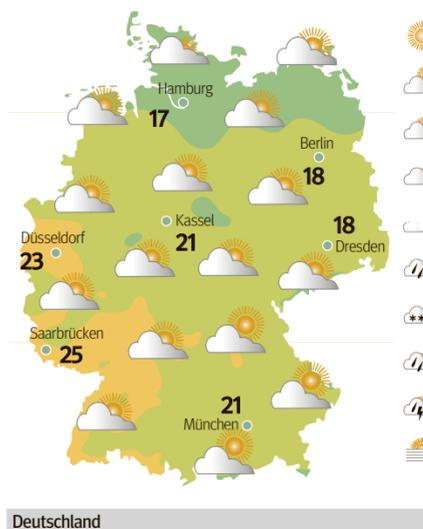 Hamburg
17
Berlin
18
Kassel
21
18
Dresden
Düsseldorf
23
Saarbrücken
25
21
München
Deutschland